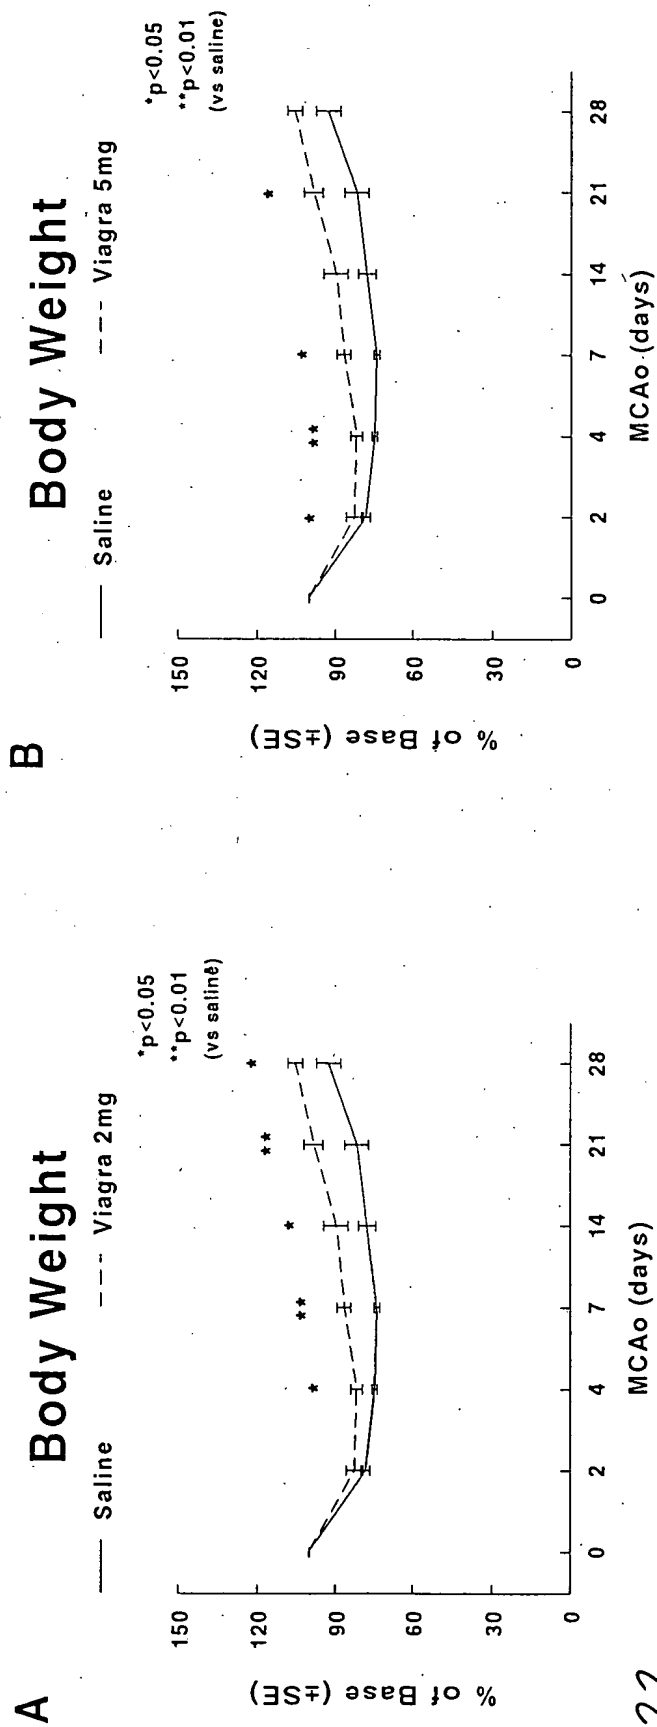 A
Body Weight
Saline
Viagra 2mg
*p<0.05
**p<0.01
(vs saline)
% of Base (±SE)
150
120
90
60
30
0
*
**
*
**
*
0
2
4
7
14
21
28
MCAo (days)
B
Body Weight
Saline
Viagra 5mg
*p<0.05
**p<0.01
(vs saline)
% of Base (±SE)
150
120
90
60
30
0
*
**
*
*
0
2
4
7
14
21
28
MCAo (days)